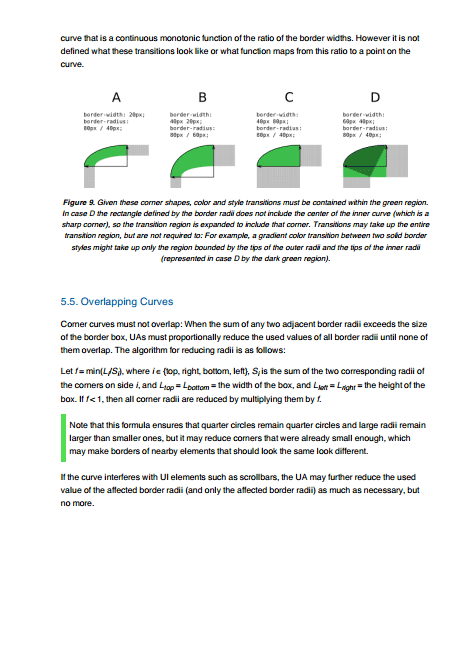 curve that is a continuous monotonic function of the ratio of the border widths. However it is not
defined what these transitions look like or what function maps from this ratio to a point on the
curve.
A B C D
border-width: 20px; border-width: border-width: border-width:
border-radius: 40px 20px; 40px 80px; 60px 40px;
80px / 40px; border-radius: border-radius: border-radius:
80px / 60px; 80px / 40px; 80px / 40px;
Figure 9. Given these corner shapes, color and style transitions must be contained within the green region.
In case D the rectangle defined by the border radii does not include the center of the inner curve (which is a
sharp corner), so the transition region is expanded to include that corner. Transitions may take up the entire
transition region, but are not required to: For example, a gradient color transition between two solid border
styles might take up only the region bounded by the tips of the outer radii and the tips of the inner radii
(represented in case D by the dark green region).
5.5. Overlapping Curves
Corner curves must not overlap: When the sum of any two adjacent border radii exceeds the size
of the border box, UAs must proportionally reduce the used values of all border radii until none of
them overlap. The algorithm for reducing radii is as follows:
Let f = min(Li/Si), where i ∈ {top, right, bottom, left}, Si is the sum of the two corresponding radii of
the corners on side i, and Ltop = Lbottom = the width of the box, and Lleft = Lright = the height of the
box. If f < 1, then all corner radii are reduced by multiplying them by f.
Note that this formula ensures that quarter circles remain quarter circles and large radii remain
larger than smaller ones, but it may reduce corners that were already small enough, which
may make borders of nearby elements that should look the same look different.
If the curve interferes with UI elements such as scrollbars, the UA may further reduce the used
value of the affected border radii (and only the affected border radii) as much as necessary, but
no more.